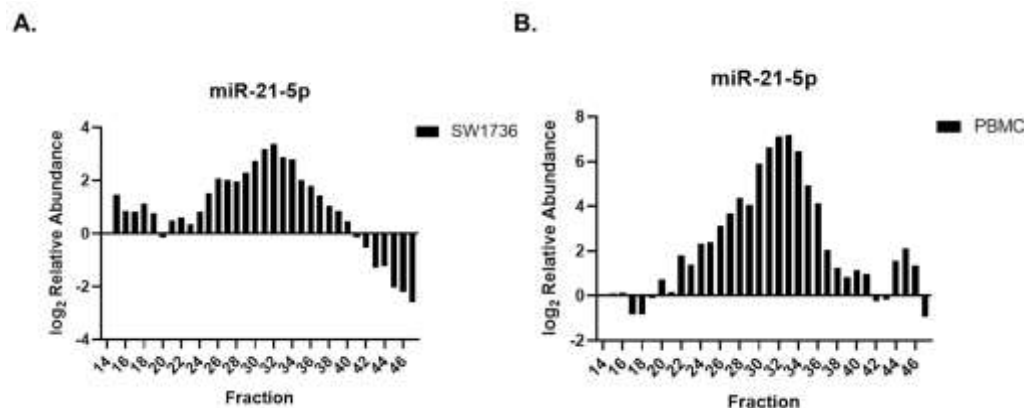 A.
miR-21-5p
log₂ Relative Abundance
4
2
0
-2
-4
14 16 18 20 22 24 26 28 30 32 34 36 38 40 42 44 46
Fraction
SW1736
B.
miR-21-5p
log₂ Relative Abundance
8
6
4
2
0
-2
14 16 18 20 22 24 26 28 30 32 34 36 38 40 42 44 46
Fraction
PBMC